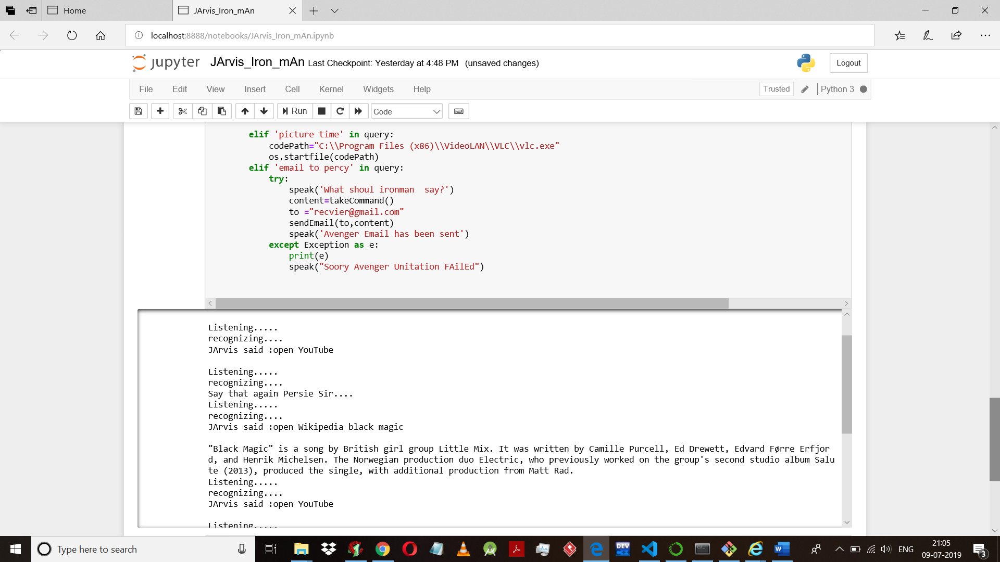 Home
JArvis_Iron_mAn
localhost:8888/notebooks/JArvis_Iron_mAn.ipynb
jupyter JArvis_Iron_mAn Last Checkpoint: Yesterday at 4:48 PM (unsaved changes)
Logout
File Edit View Insert Cell Kernel Widgets Help
Trusted
Python 3
Run
Code
elif 'picture time' in query:
codePath="C:\\Program Files (x86)\\VideoLAN\\VLC\\vlc.exe"
os.startfile(codePath)
elif 'email to percy' in query:
try:
speak('What shoul ironman  say?')
content=takeCommand()
to ="recvier@gmail.com"
sendEmail(to,content)
speak('Avenger Email has been sent')
except Exception as e:
print(e)
speak("Soory Avenger Unitation FAilEd")
Listening.....
recognizing....
JArvis said :open YouTube
Listening.....
recognizing....
Say that again Persie Sir....
Listening.....
recognizing....
JArvis said :open Wikipedia black magic
"Black Magic" is a song by British girl group Little Mix. It was written by Camille Purcell, Ed Drewett, Edvard Førre Erfjor
d, and Henrik Michelsen. The Norwegian production duo Electric, who previously worked on the group's second studio album Salu
te (2013), produced the single, with additional production from Matt Rad.
Listening.....
recognizing....
JArvis said :open YouTube
Listening.....
Type here to search
DEV
ENG
21:05
09-07-2019
3